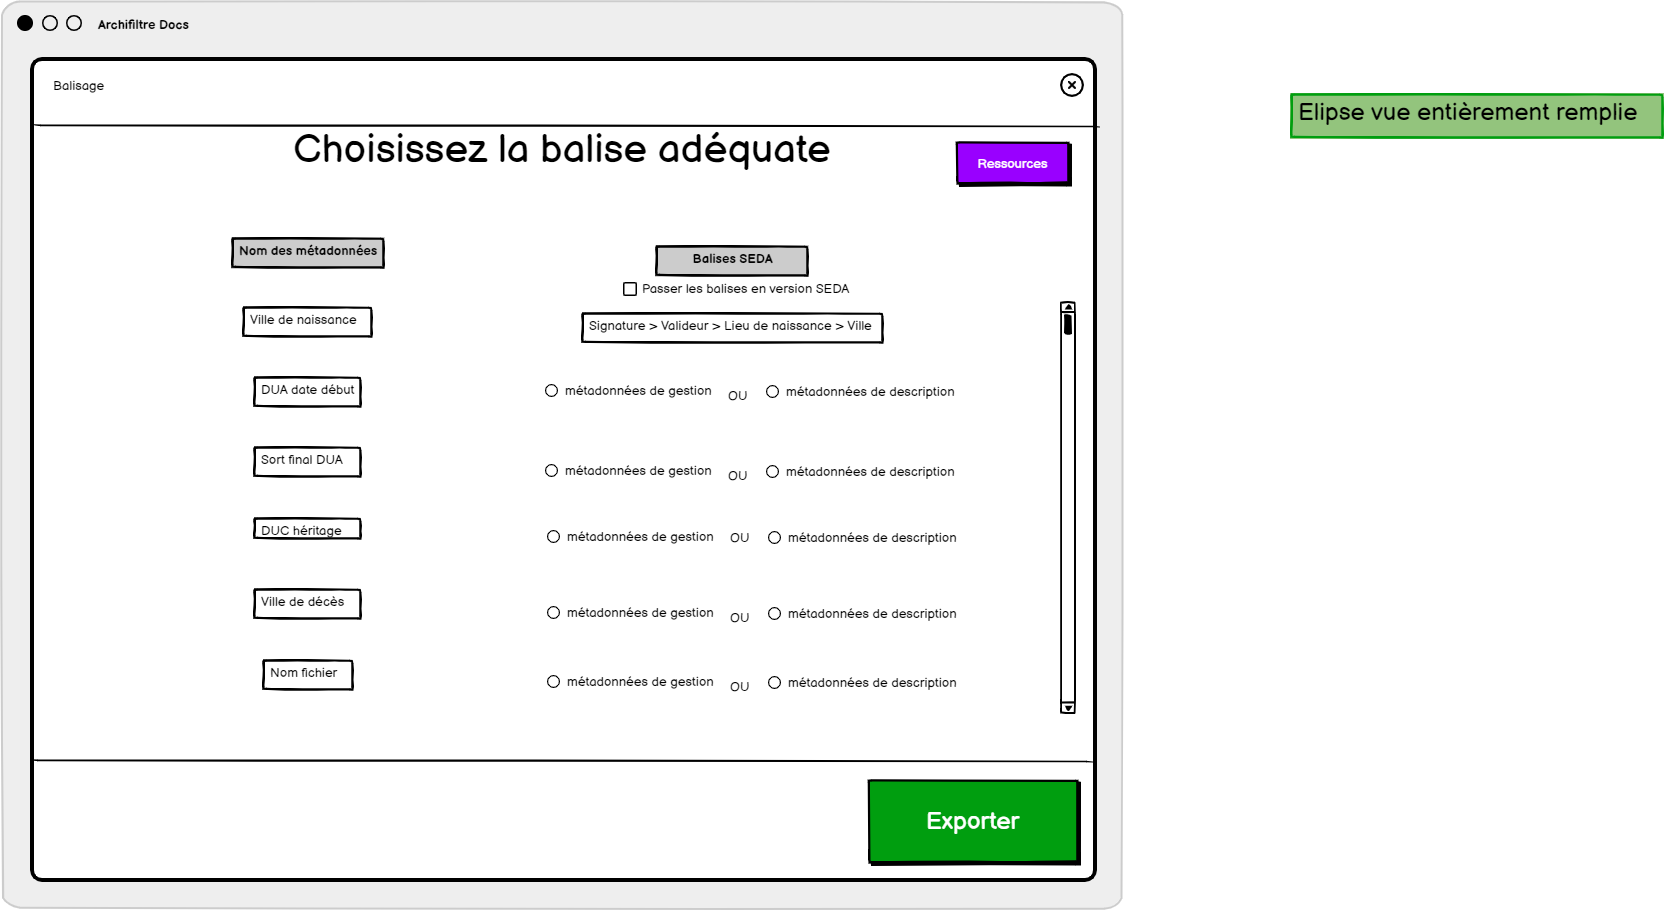 Archifiltre Docs
Balisage
Elipse vue entièrement remplie
Choisissez la balise adéquate
Ressources
Nom des métadonnées
Balises SEDA
Passer les balises en version SEDA
Ville de naissance
Signature > Valideur > Lieu de naissance > Ville
DUA date début
métadonnées de gestion OU métadonnées de description
Sort final DUA
métadonnées de gestion OU métadonnées de description
DUC héritage
métadonnées de gestion OU métadonnées de description
Ville de décès
métadonnées de gestion OU métadonnées de description
Nom fichier
métadonnées de gestion OU métadonnées de description
Exporter